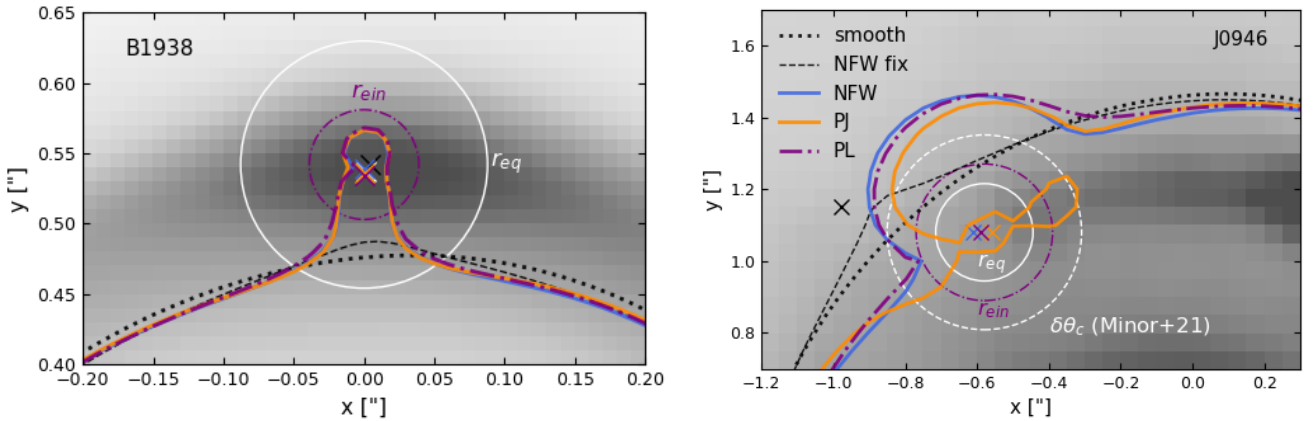 B1938
r_ein
r_eq
y ["]
0.65
0.60
0.55
0.50
0.45
0.40
−0.20 −0.15 −0.10 −0.05 0.00 0.05 0.10 0.15 0.20
x ["]
smooth
NFW fix
NFW
PJ
PL
J0946
r_eq
r_ein
δθ_c (Minor+21)
y ["]
1.6
1.4
1.2
1.0
0.8
−1.2 −1.0 −0.8 −0.6 −0.4 −0.2 0.0 0.2
x ["]